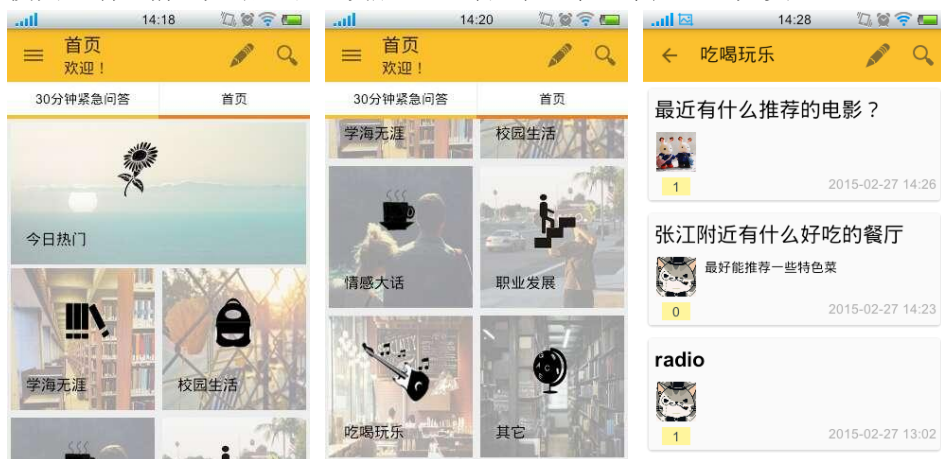 14:18
首页
欢迎！
30分钟紧急问答
首页
今日热门
学海无涯
校园生活
14:20
首页
欢迎！
30分钟紧急问答
首页
学海无涯
校园生活
情感大话
职业发展
吃喝玩乐
其它
14:28
吃喝玩乐
最近有什么推荐的电影？
1
2015-02-27 14:26
张江附近有什么好吃的餐厅
最好能推荐一些特色菜
0
2015-02-27 14:23
radio
1
2015-02-27 13:02